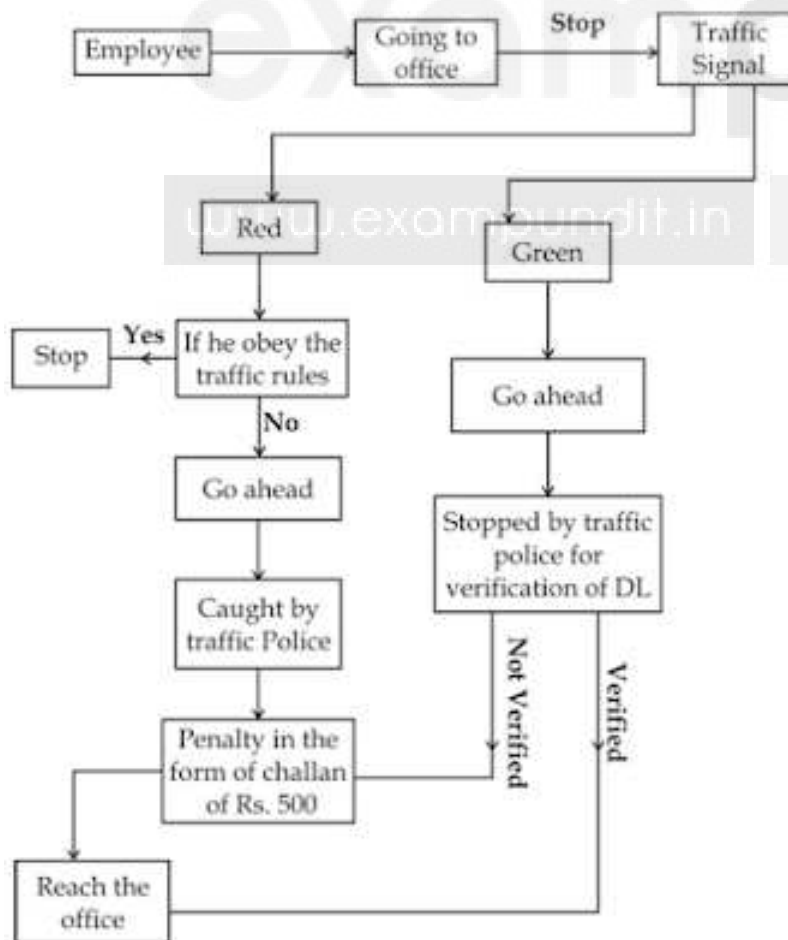 Employee
Going to
office
Stop
Traffic
Signal
examp
www.exampundit.in
Red
Green
Yes
Stop
If he obey the
traffic rules
No
Go ahead
Go ahead
Stopped by traffic
police for
verification of DL
Caught by
traffic Police
Not Verified
Verified
Penalty in the
form of challan
of Rs. 500
Reach the
office